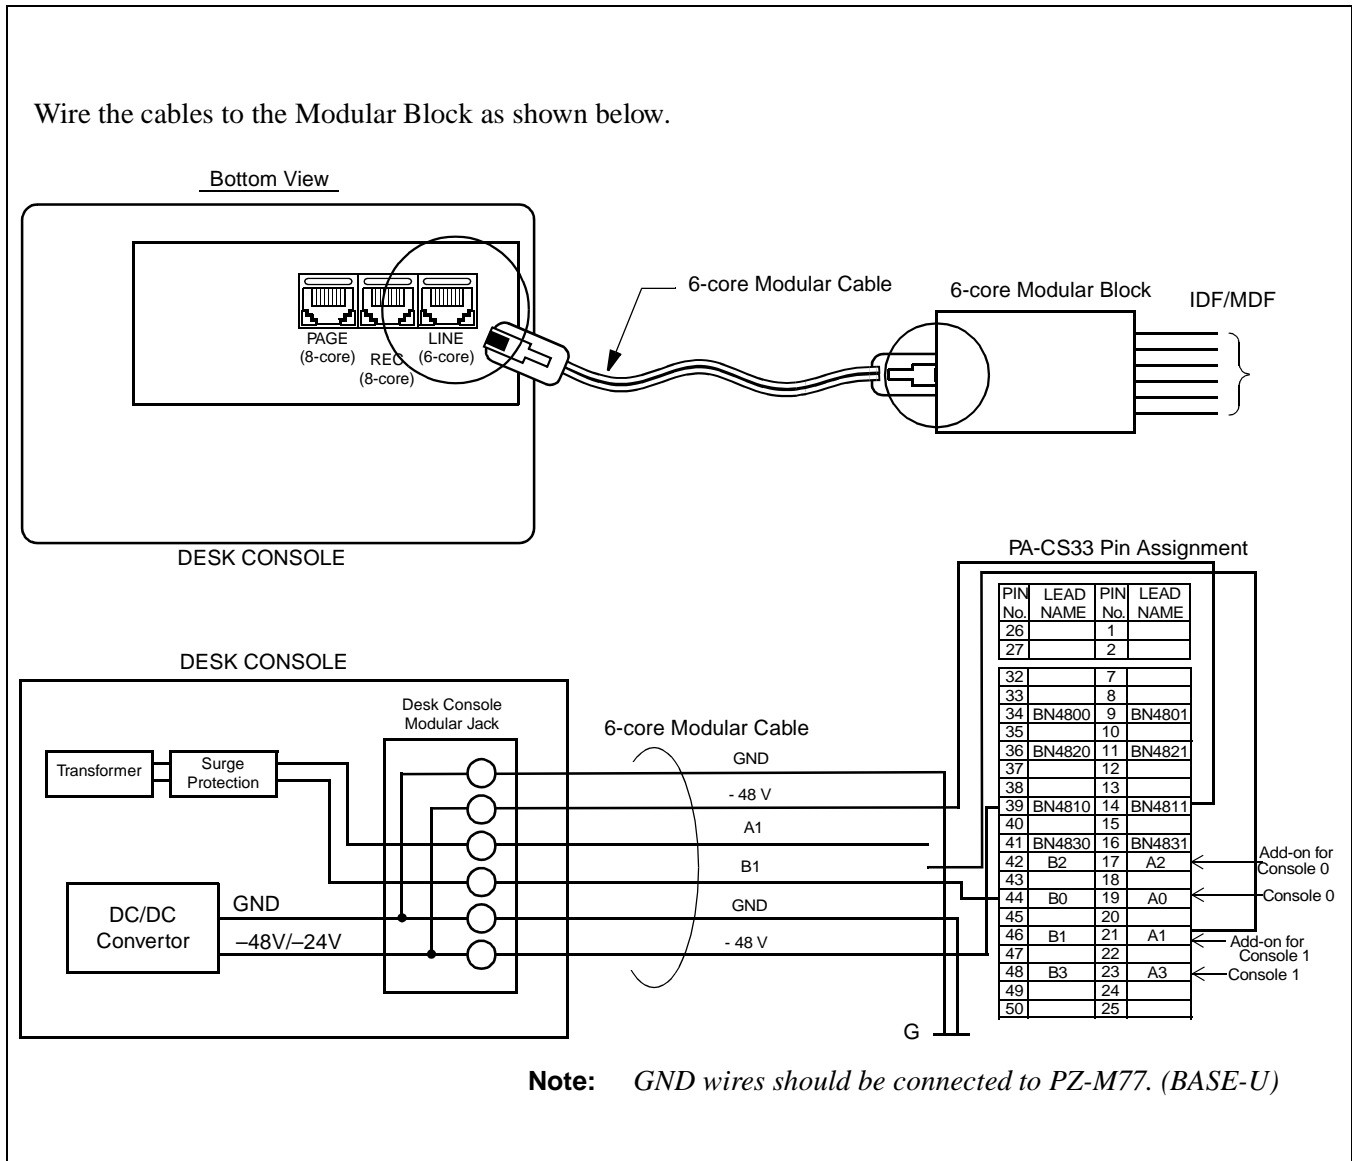 Wire the cables to the Modular Block as shown below.
Bottom View
PAGE
(8-core)
REC
(8-core)
LINE
(6-core)
6-core Modular Cable
6-core Modular Block
IDF/MDF
DESK CONSOLE
PA-CS33 Pin Assignment
PIN No. LEAD NAME PIN No. LEAD NAME
26 1
27 2
32 7
33 8
34 BN4800 9 BN4801
35 10
36 BN4820 11 BN4821
37 12
38 13
39 BN4810 14 BN4811
40 15
41 BN4830 16 BN4831
42 B2 17 A2
43 18
44 B0 19 A0
45 20
46 B1 21 A1
47 22
48 B3 23 A3
49 24
50 25
Add-on for
Console 0
Console 0
Add-on for
Console 1
Console 1
DESK CONSOLE
Desk Console
Modular Jack
6-core Modular Cable
Transformer
Surge
Protection
GND
- 48 V
A1
B1
GND
- 48 V
DC/DC
Convertor
GND
–48V/–24V
G
Note: GND wires should be connected to PZ-M77. (BASE-U)